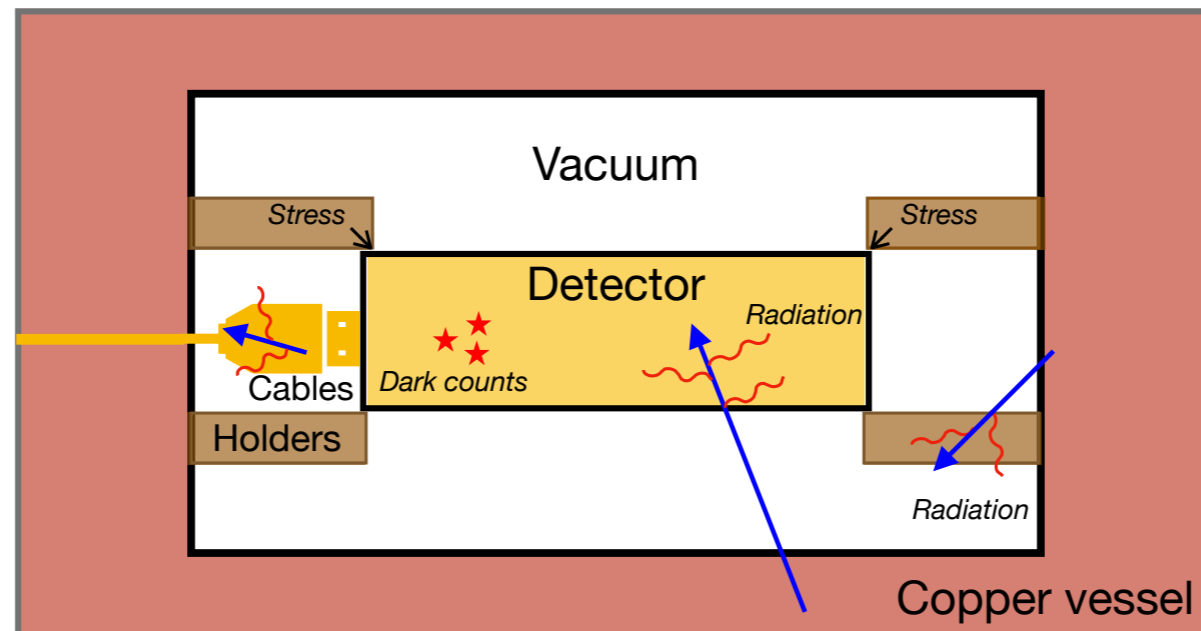 Vacuum
Stress
Stress
Detector
Radiation
Dark counts
Cables
Holders
Radiation
Copper vessel